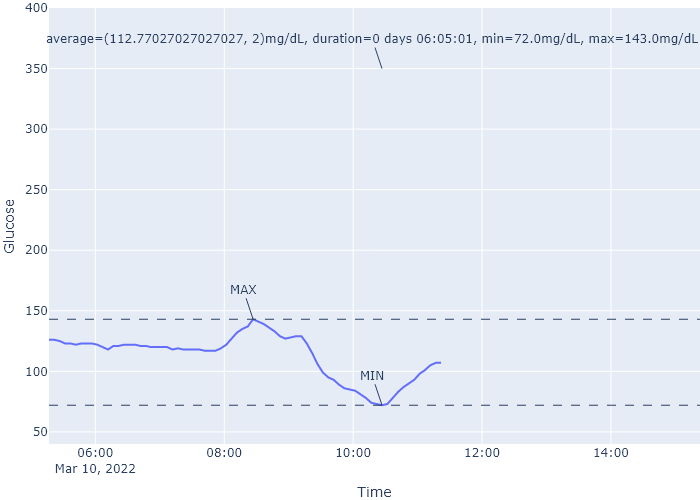 400
average=(112.77027027027027, 2)mg/dL, duration=0 days 06:05:01, min=72.0mg/dL, max=143.0mg/dL
350
300
250
Glucose
200
MAX
150
MIN
100
50
06:00 08:00 10:00 12:00 14:00
Mar 10, 2022
Time